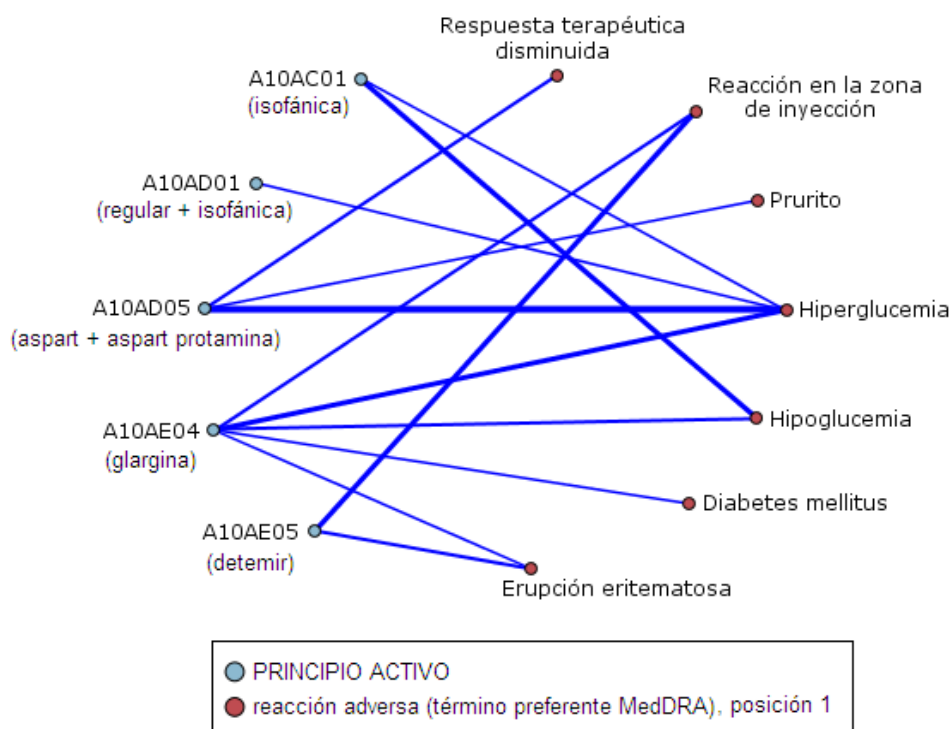 Respuesta terapéutica
disminuida
A10AC01
(isofánica)
Reacción en la zona
de inyección
A10AD01
(regular + isofánica)
Prurito
A10AD05
(aspart + aspart protamina)
Hiperglucemia
A10AE04
(glargina)
Hipoglucemia
Diabetes mellitus
A10AE05
(detemir)
Erupción eritematosa
PRINCIPIO ACTIVO
reacción adversa (término preferente MedDRA), posición 1